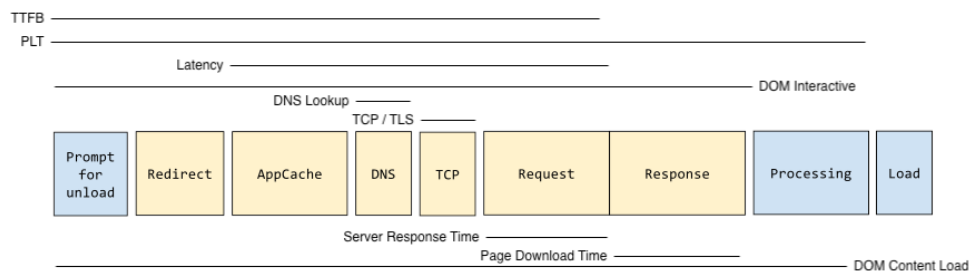 TTFB
PLT
Latency
DOM Interactive
DNS Lookup
TCP / TLS
Prompt
for
unload
Redirect
AppCache
DNS
TCP
Request
Response
Processing
Load
Server Response Time
Page Download Time
DOM Content Load